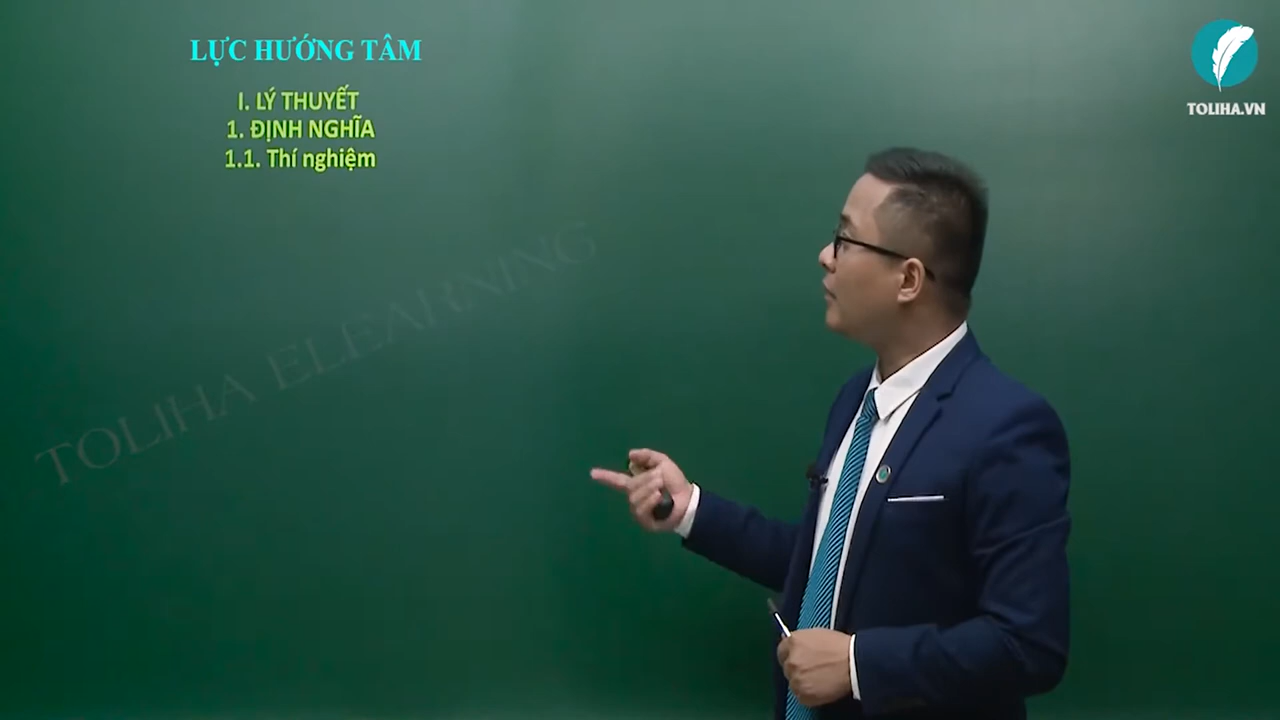 LỰC HƯỚNG TÂM
I. LÝ THUYẾT
1. ĐỊNH NGHĨA
1.1. Thí nghiệm
TOLIHA.VN
TOLIHA ELEARNING